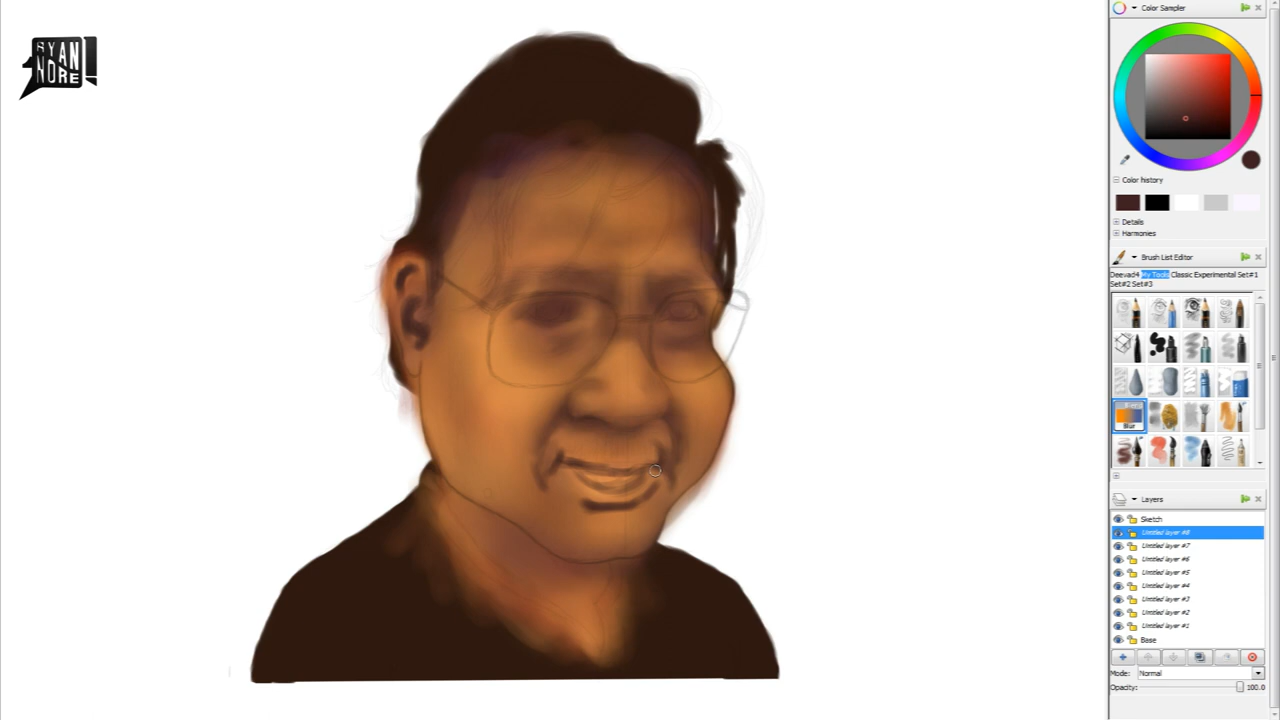 RYAN
NORE
Color Sampler
Color history
Details
Harmonies
Brush List Editor
Deevad4 My Tools Classic Experimental Set#1
Set#2 Set#3
Blur
Layers
Sketch
Untitled layer #8
Untitled layer #7
Untitled layer #6
Untitled layer #5
Untitled layer #4
Untitled layer #3
Untitled layer #2
Untitled layer #1
Base
Mode: Normal
Opacity: 100.0